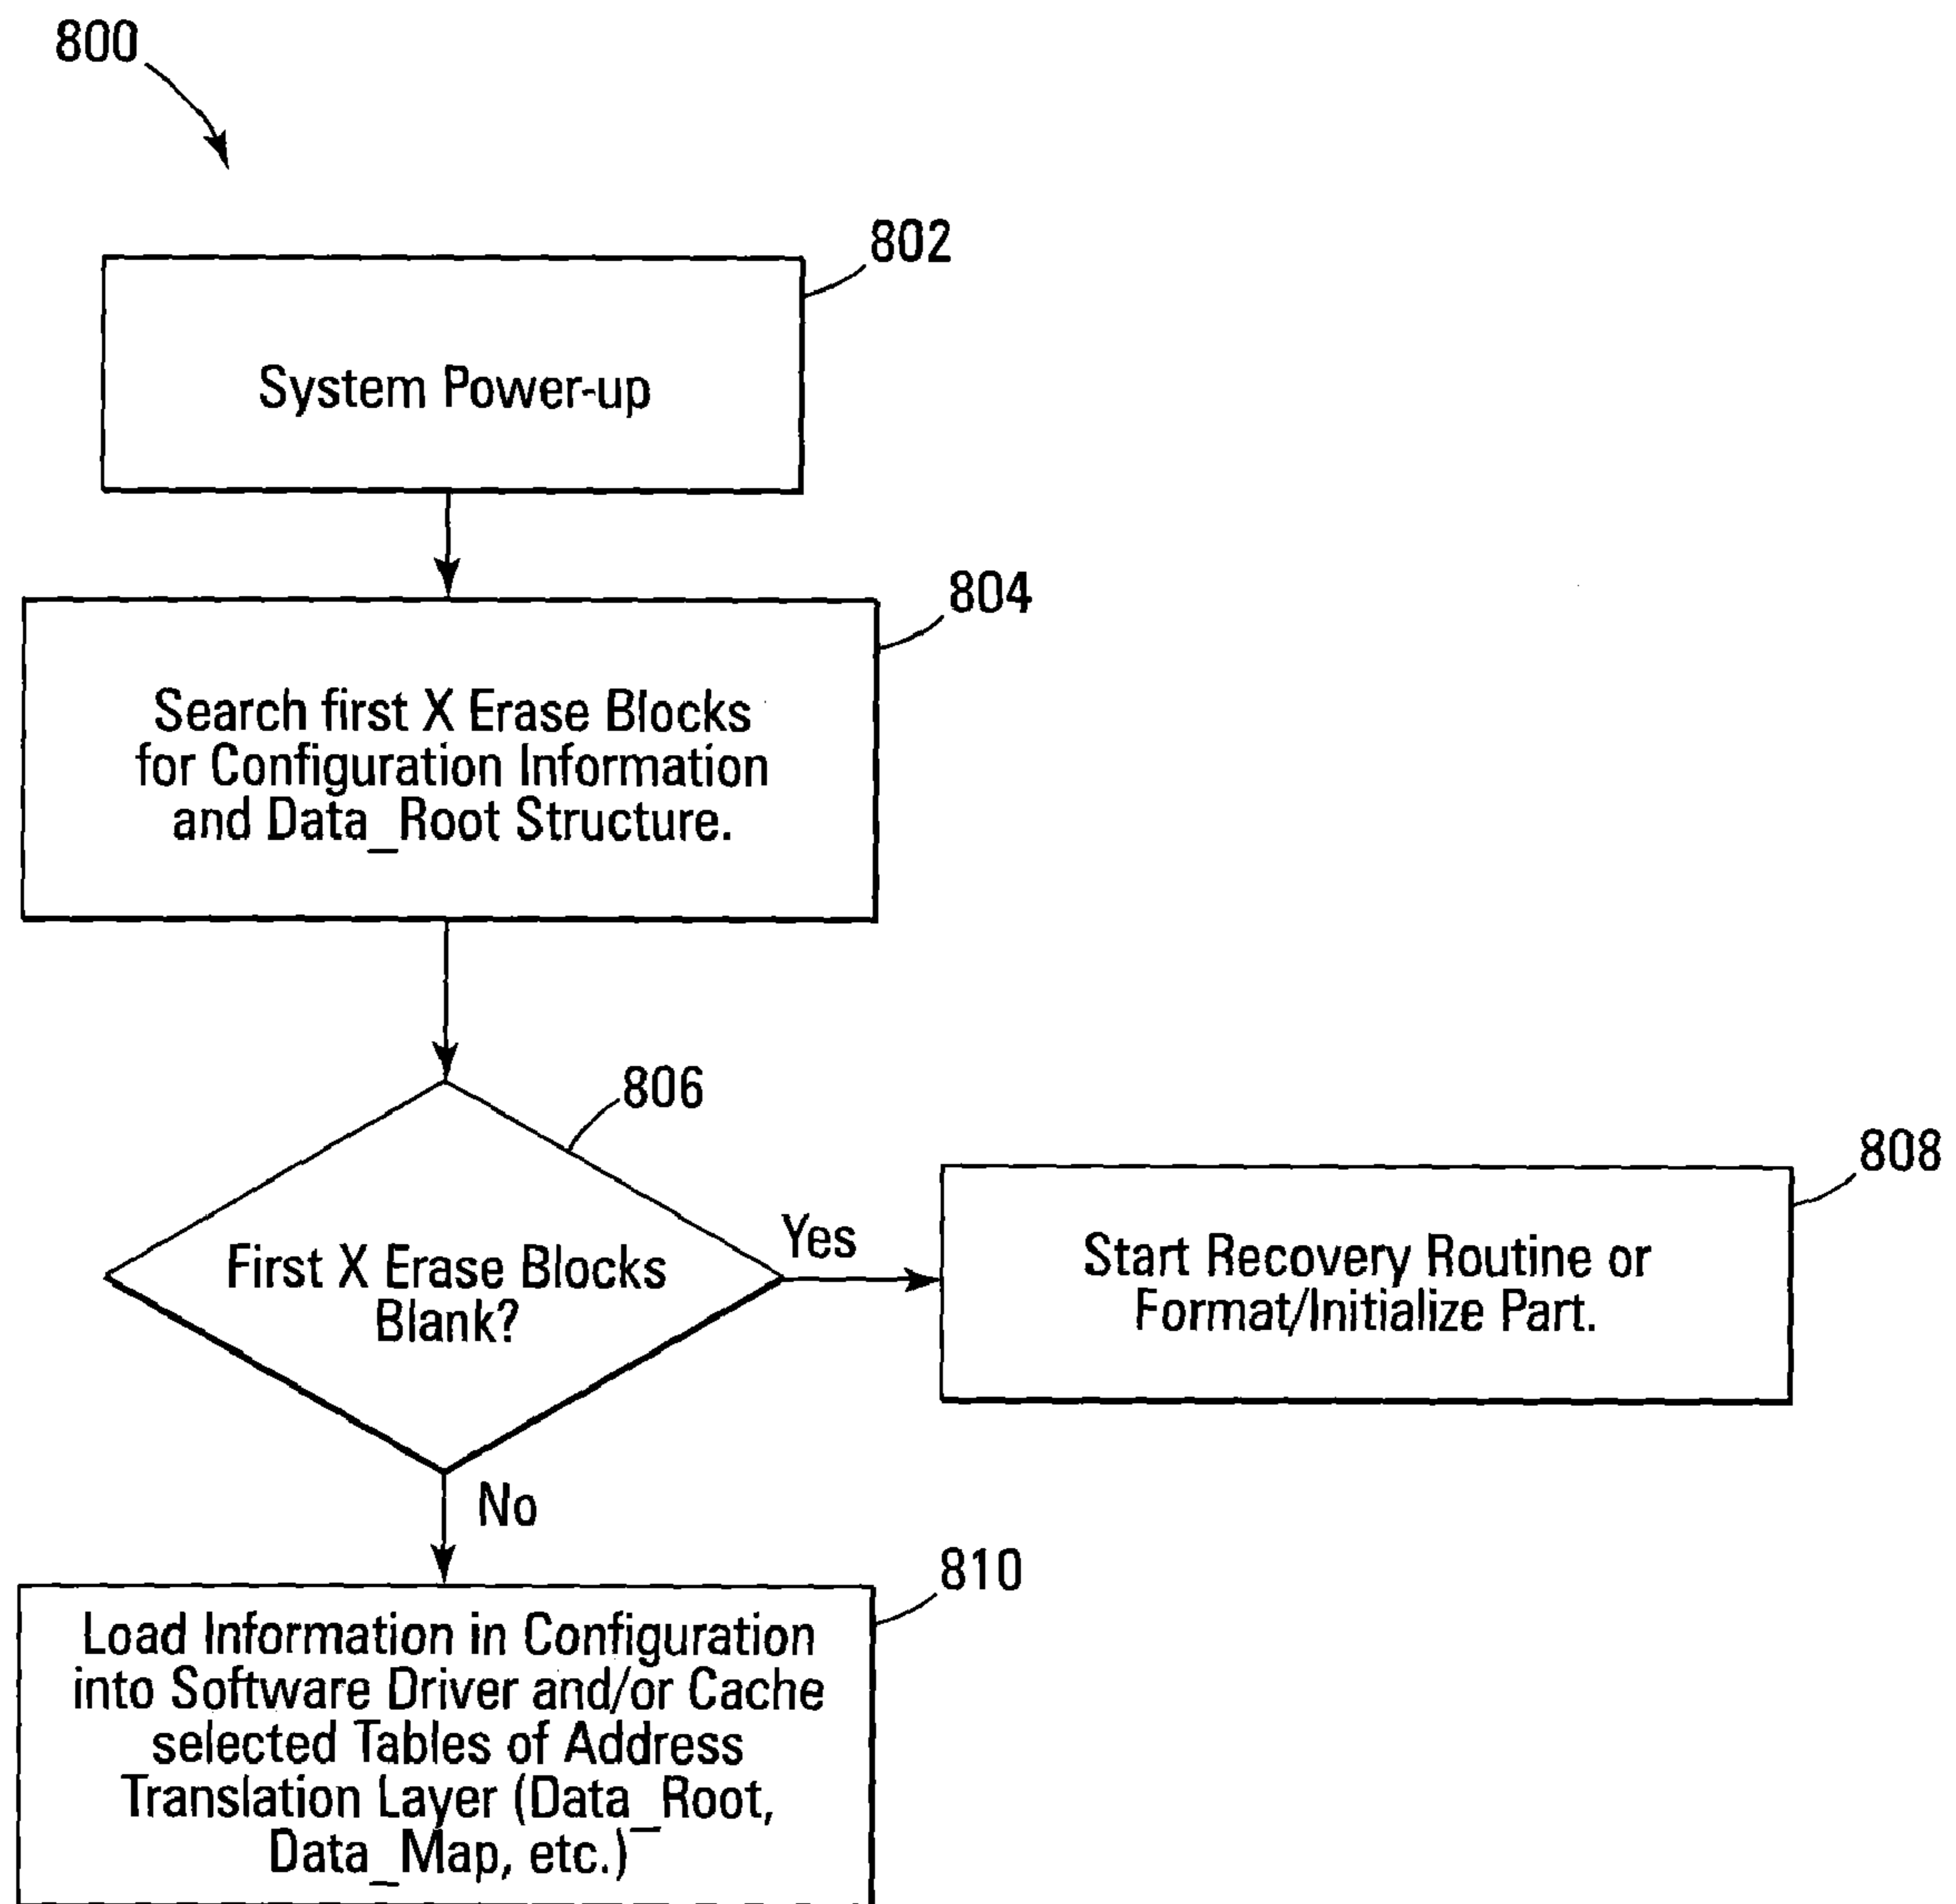 800
802
System Power-up
804
Search first X Erase Blocks
for Configuration Information
and Data_Root Structure.
806
First X Erase Blocks
Blank?
Yes
808
Start Recovery Routine or
Format/Initialize Part.
No
810
Load Information in Configuration
into Software Driver and/or Cache
selected Tables of Address
Translation Layer (Data_Root,
Data_Map, etc.)